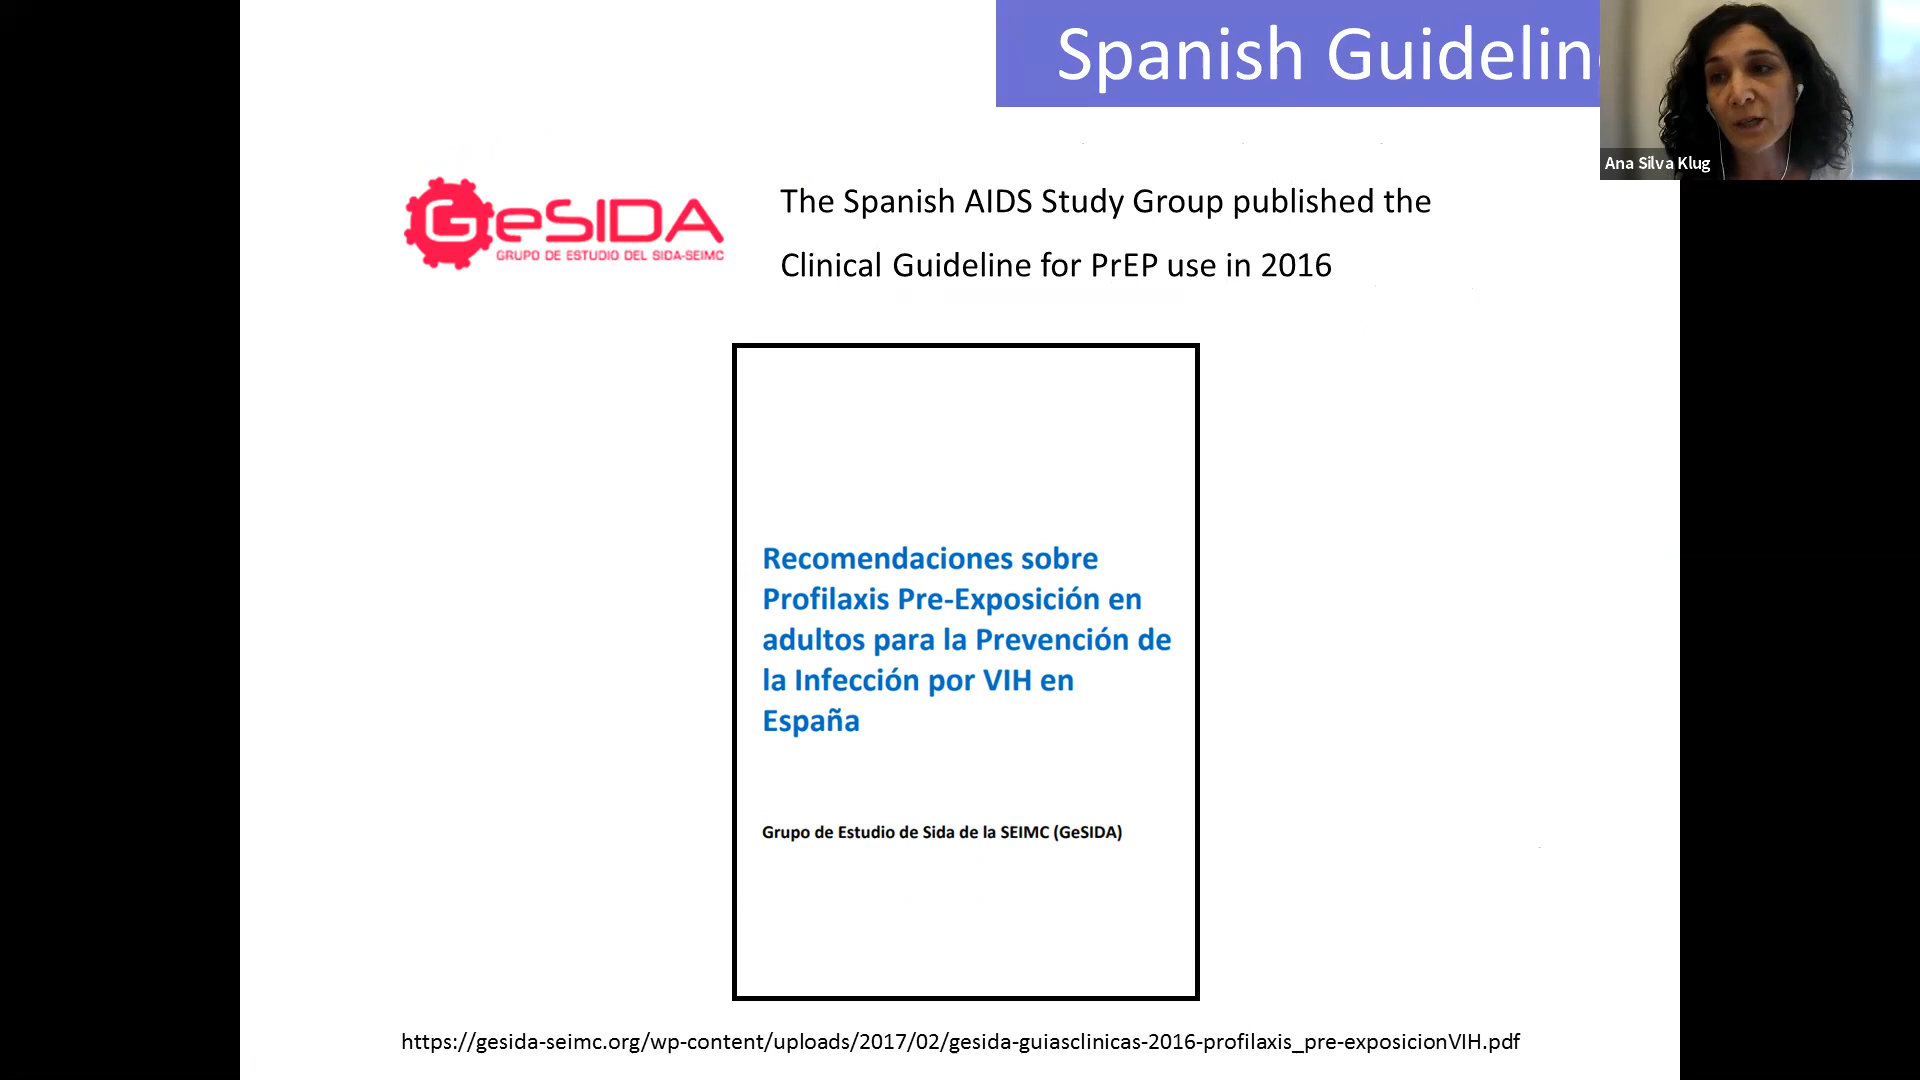 Spanish Guidelin
Ana Silva Klug
GeSIDA
GRUPO DE ESTUDIO DEL SIDA-SEIMC
The Spanish AIDS Study Group published the
Clinical Guideline for PrEP use in 2016
Recomendaciones sobre
Profilaxis Pre-Exposición en
adultos para la Prevención de
la Infección por VIH en
España
Grupo de Estudio de Sida de la SEIMC (GeSIDA)
https://gesida-seimc.org/wp-content/uploads/2017/02/gesida-guiasclinicas-2016-profilaxis_pre-exposicionVIH.pdf